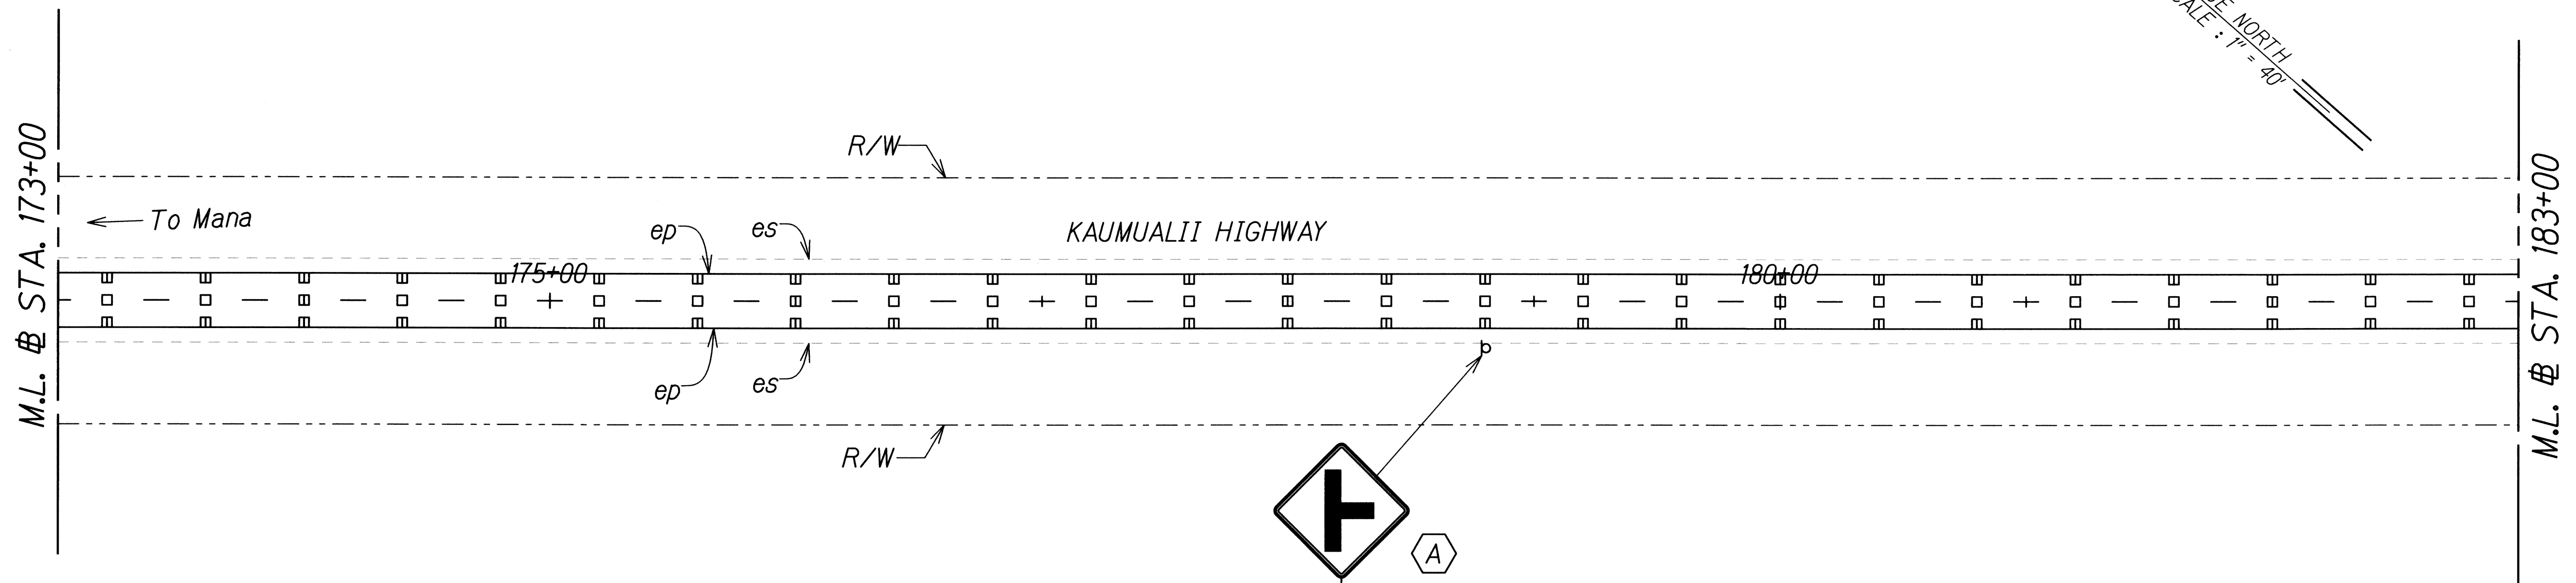 NORTH
SCALE : 1" = 40'
M.L. STA. 173+00
R/W
To Mana
ep
es
KAUMUALII HIGHWAY
175+00
180+00
ep
es
R/W
A
M.L. STA. 183+00